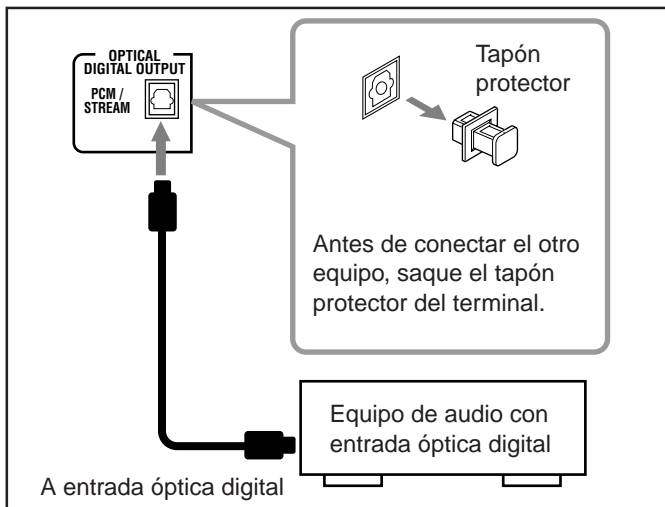 OPTICAL
DIGITAL OUTPUT
PCM /
STREAM
Tapón
protector
Antes de conectar el otro
equipo, saque el tapón
protector del terminal.
Equipo de audio con
entrada óptica digital
A entrada óptica digital